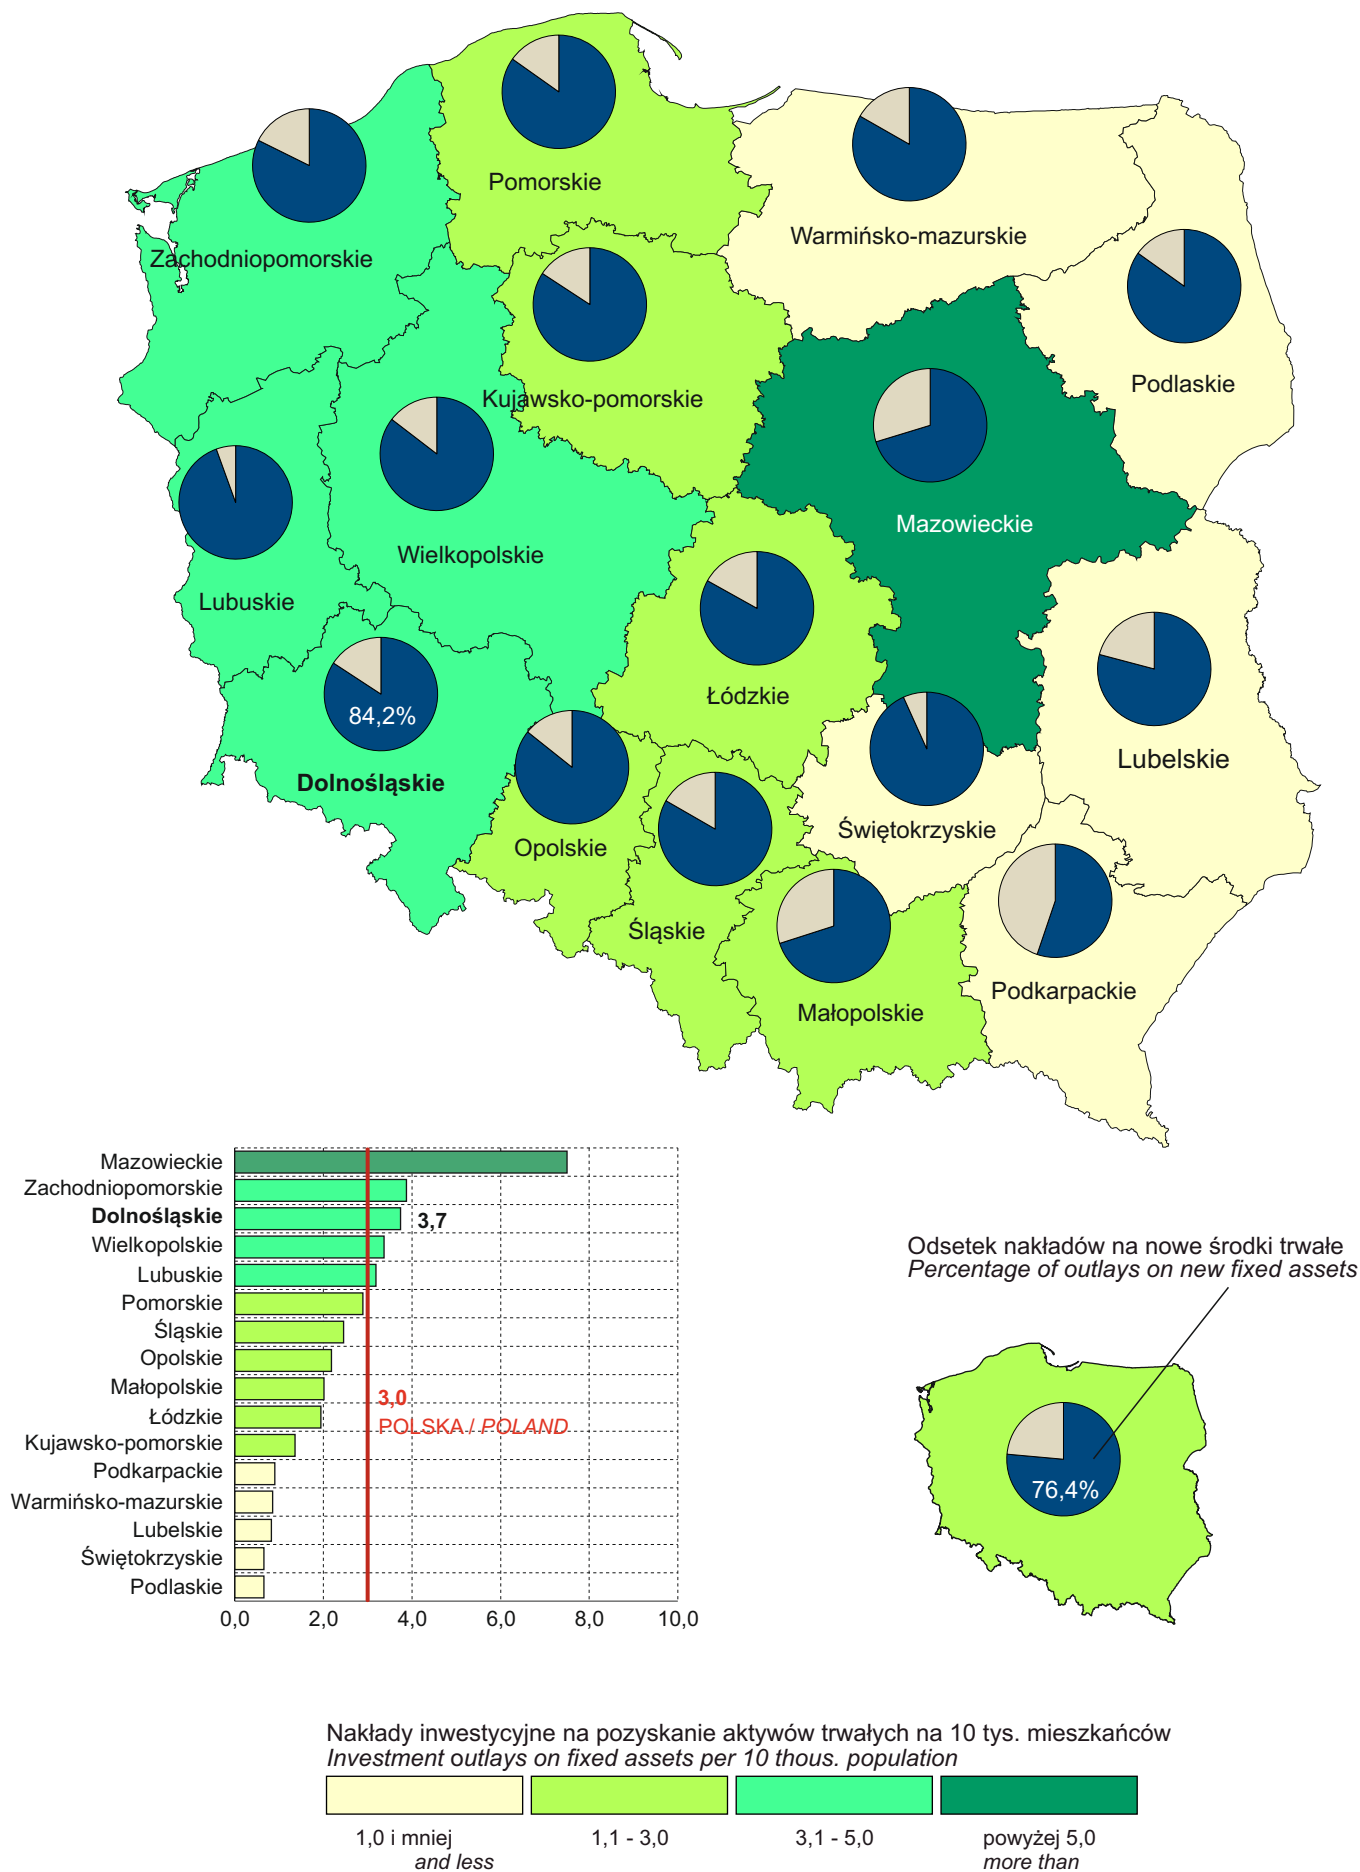 Pomorskie
Warmińsko-mazurskie
Zachodniopomorskie
Podlaskie
Kujawsko-pomorskie
Mazowieckie
Wielkopolskie
Lubuskie
Łódzkie
84,2%
Dolnośląskie
Lubelskie
Świętokrzyskie
Opolskie
Śląskie
Podkarpackie
Małopolskie
Mazowieckie
Zachodniopomorskie
Dolnośląskie
3,7
Wielkopolskie
Lubuskie
Pomorskie
Śląskie
Opolskie
Małopolskie
3,0
Łódzkie
POLSKA / POLAND
Kujawsko-pomorskie
Podkarpackie
Warmińsko-mazurskie
Lubelskie
Świętokrzyskie
Podlaskie
0,0 2,0 4,0 6,0 8,0 10,0
Odsetek nakładów na nowe środki trwałe
Percentage of outlays on new fixed assets
76,4%
Nakłady inwestycyjne na pozyskanie aktywów trwałych na 10 tys. mieszkańców
Investment outlays on fixed assets per 10 thous. population
1,0 i mniej
and less
1,1 - 3,0
3,1 - 5,0
powyżej 5,0
more than